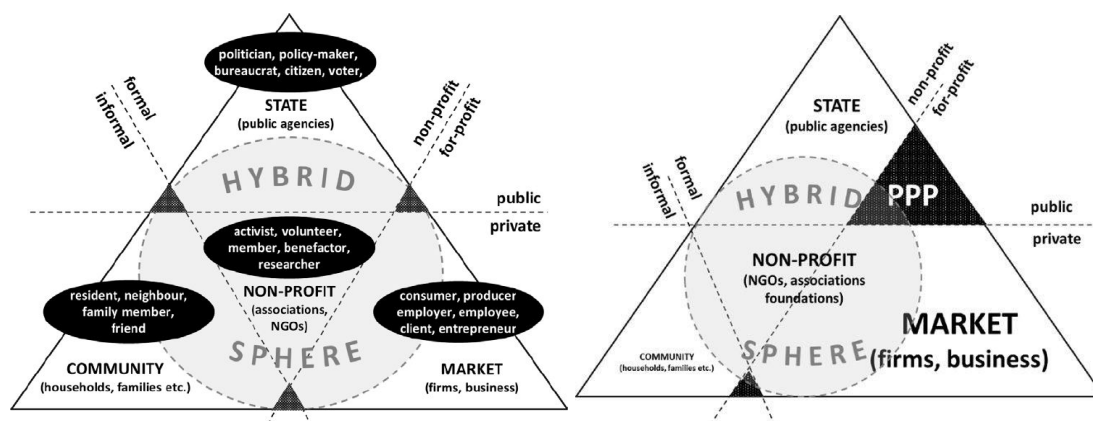 politician, policy-maker,
bureaucrat, citizen, voter,
STATE
(public agencies)
formal
informal
non-profit
for-profit
HYBRID
public
private
activist, volunteer,
member, benefactor,
researcher
resident, neighbour,
family member,
friend
NON-PROFIT
(associations,
NGOs)
consumer, producer
employer, employee,
client, entrepreneur
SPHERE
COMMUNITY
(households, families etc.)
MARKET
(firms, business)
non-profit
for-profit
STATE
(public agencies)
formal
informal
HYBRID
PPP
public
private
NON-PROFIT
(NGOs, associations
foundations)
MARKET
(firms, business)
COMMUNITY
(households, families etc.)
SPHERE